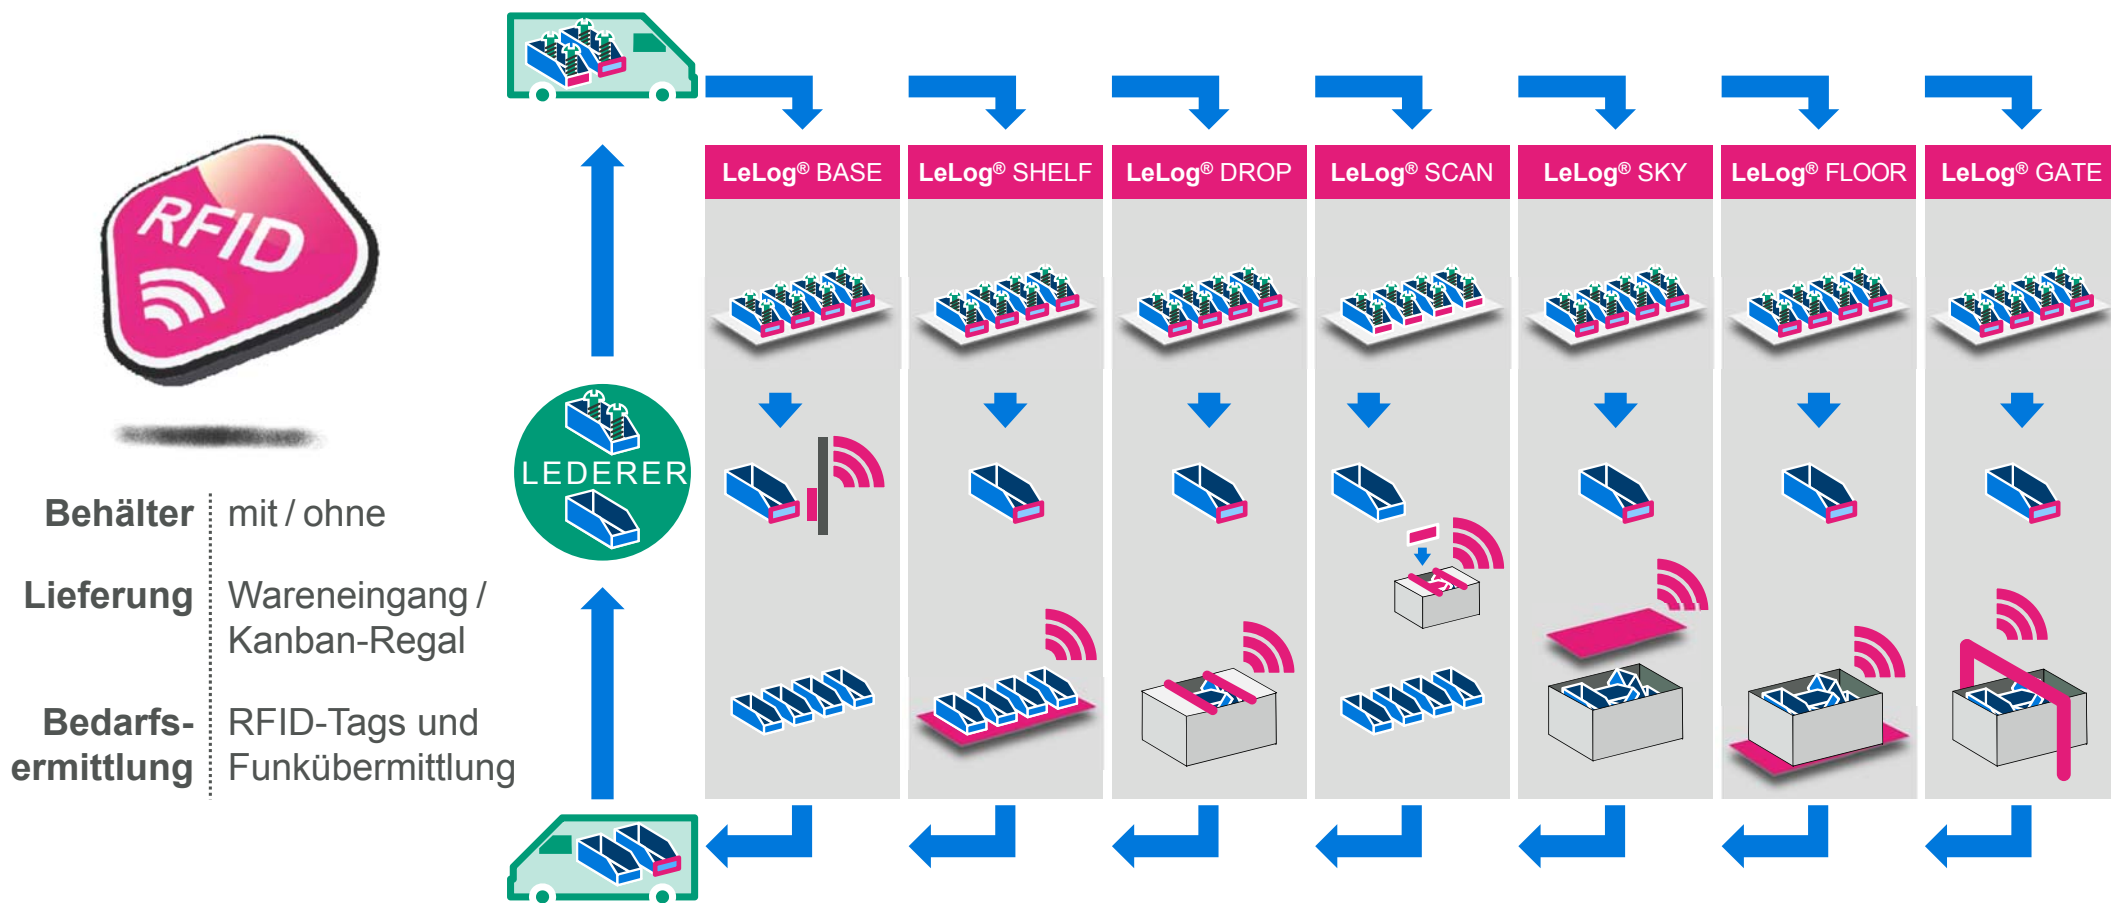 RFID
Behälter
mit / ohne
Lieferung
Wareneingang /
Kanban-Regal
Bedarfs-
ermittlung
RFID-Tags und
Funkübermittlung
LEDERER
LeLog® BASE
LeLog® SHELF
LeLog® DROP
LeLog® SCAN
LeLog® SKY
LeLog® FLOOR
LeLog® GATE